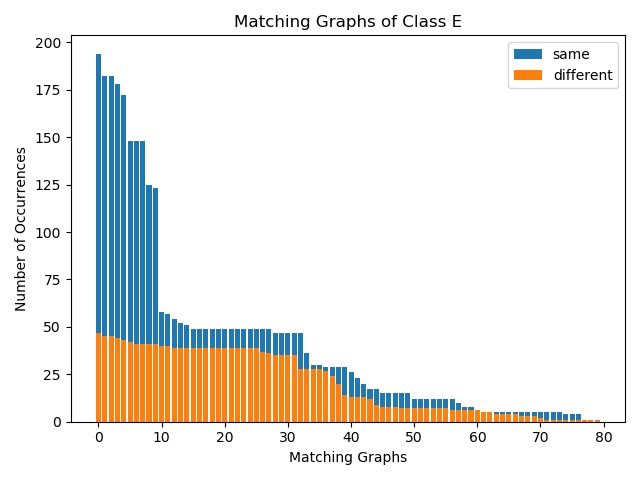 Matching Graphs of Class E
same
different
Number of Occurrences
200
175
150
125
100
75
50
25
0
0 10 20 30 40 50 60 70 80
Matching Graphs